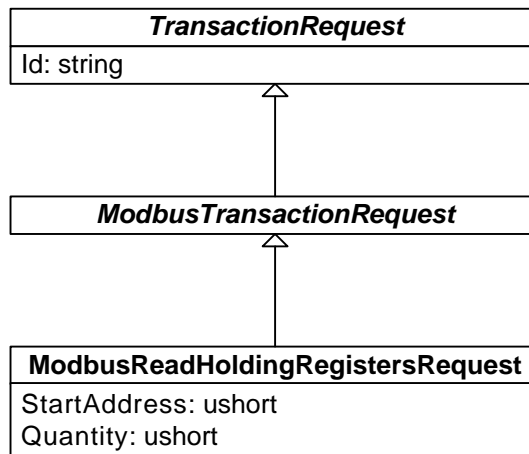 TransactionRequest
Id: string
ModbusTransactionRequest
ModbusReadHoldingRegistersRequest
StartAddress: ushort
Quantity: ushort